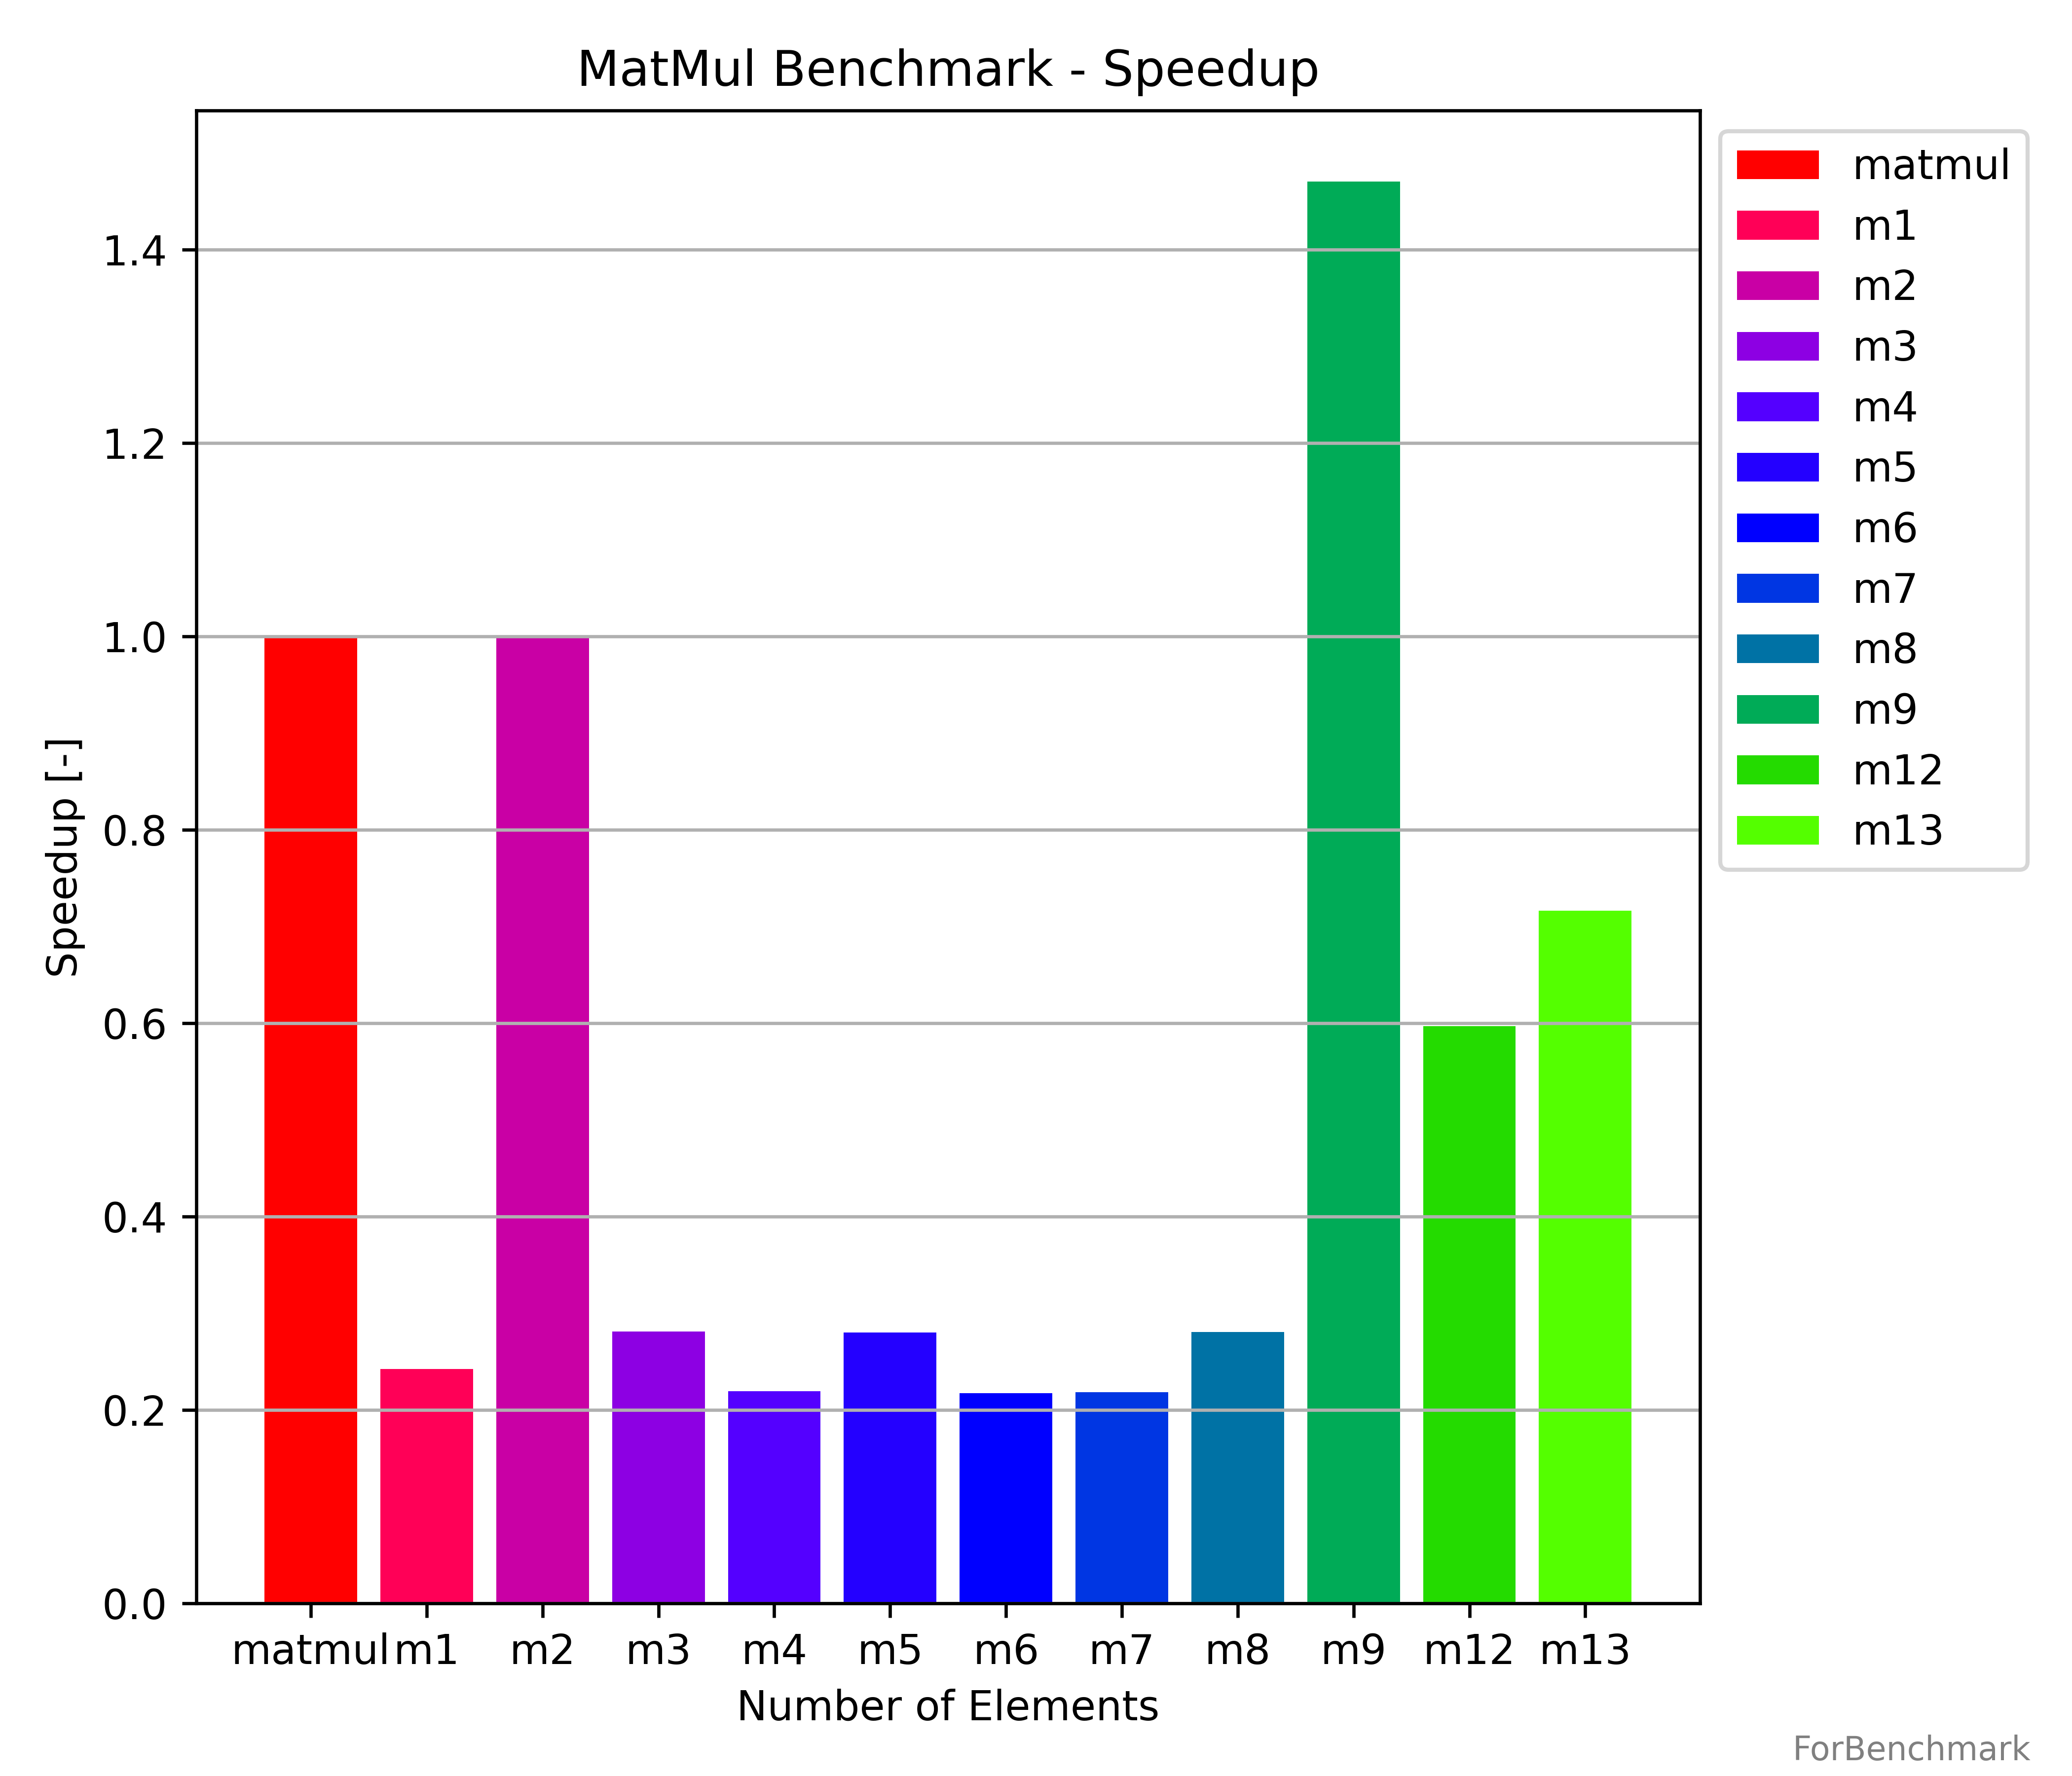 MatMul Benchmark - Speedup
1.4
1.2
1.0
0.8
0.6
0.4
0.2
0.0
Speedup [-]
matmul m1 m2 m3 m4 m5 m6 m7 m8 m9 m12 m13
Number of Elements
matmul
m1
m2
m3
m4
m5
m6
m7
m8
m9
m12
m13
ForBenchmark